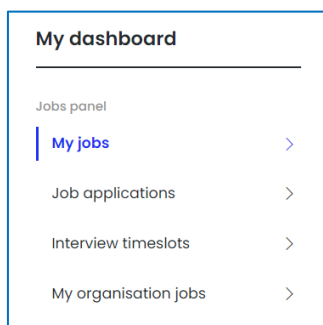 My dashboard
Jobs panel
My jobs
Job applications
Interview timeslots
My organisation jobs